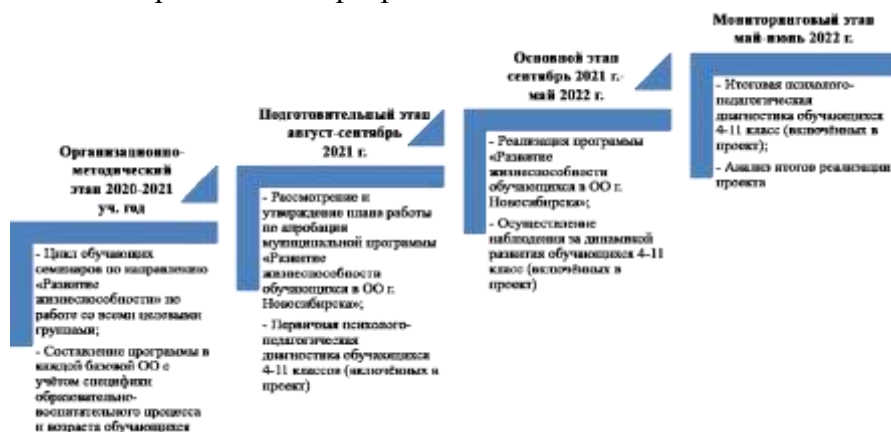 Организационно-
методический
этап 2020-2021
уч. год
- Цикл обучающих
семинаров по направлению
«Развитие
жизнеспособности» по
работе со всеми целевыми
группами;
- Составление программы в
каждой базовой ОО с
учётом специфики
образовательно-
воспитательного процесса
и возраста обучающихся
Подготовительный этап
август-сентябрь
2021 г.
- Рассмотрение и
утверждение плана работы
по апробации
муниципальной программы
«Развитие
жизнеспособности
обучающихся в ОО г.
Новосибирска»;
- Первичная психолого-
педагогическая
диагностика обучающихся
4-11 классов (включённых в
проект)
Основной этап
сентябрь 2021 г.-
май 2022 г.
- Реализация программы
«Развитие
жизнеспособности
обучающихся в ОО г.
Новосибирска»;
- Осуществление
наблюдения за динамикой
развития обучающихся 4-11
класс (включённых в
проект)
Мониторинговый этап
май-июнь 2022 г.
- Итоговая психолого-
педагогическая
диагностика обучающихся
4-11 класс (включённых в
проект);
- Анализ итогов реализации
проекта